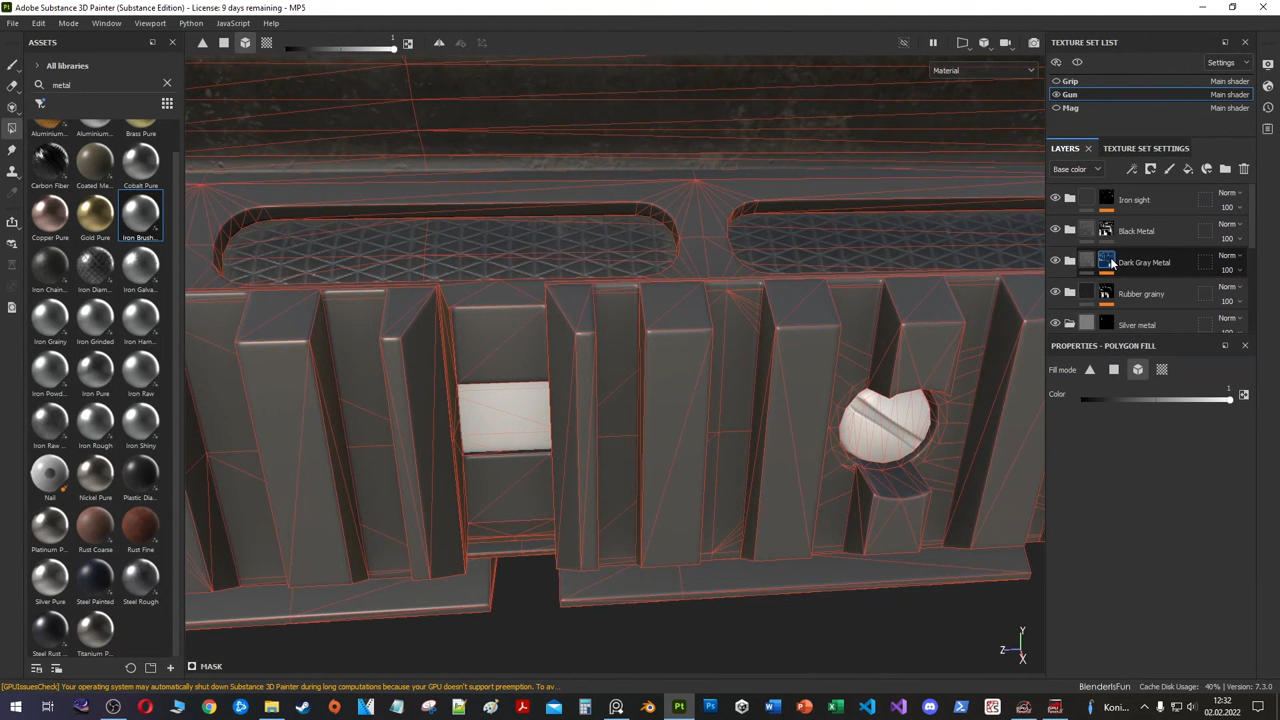 Adobe Substance 3D Painter (Substance Edition) - License: 9 days remaining - MP5
File Edit Mode Window Viewport Python JavaScript Help
ASSETS
All libraries
metal
Aluminium... Aluminium... Brass Pure
Carbon Fiber Coated Me... Cobalt Pure
Copper Pure Gold Pure Iron Brush...
Iron Chain... Iron Diam... Iron Galva...
Iron Grainy Iron Grinded Iron Ham...
Iron Powd... Iron Pure Iron Raw
Iron Raw ... Iron Rough Iron Shiny
Nail Nickel Pure Plastic Dia...
Platinum P... Rust Coarse Rust Fine
Silver Pure Steel Painted Steel Rough
Steel Rust ... Titanium P...
1
Material
Y
Z
X
MASK
TEXTURE SET LIST
Settings
Grip Main shader
Gun Main shader
Mag Main shader
LAYERS TEXTURE SET SETTINGS
Base color
Iron sight Norm
100
Black Metal Norm
100
Dark Gray Metal Norm
100
Rubber grainy Norm
100
Silver metal Norm
100
PROPERTIES - POLYGON FILL
Fill mode
Color 1
[GPUIssuesCheck] Your operating system may automatically shut down Substance 3D Painter during long computations because your GPU doesn't support preemption. To av...
BlenderIsFun Cache Disk Usage: 40% | Version: 7.3.0
Koni...
12:32
02.02.2022